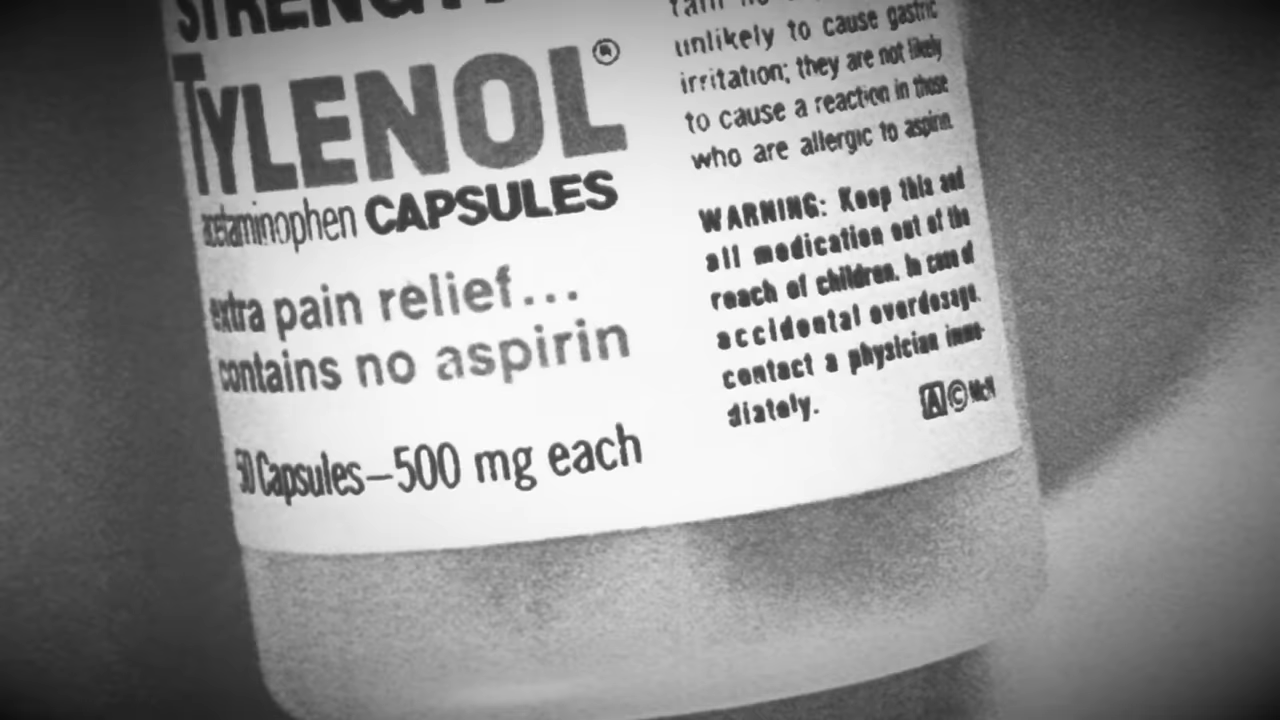 STRENGTH
TYLENOL®
acetaminophen CAPSULES
extra pain relief...
contains no aspirin
50 Capsules–500 mg each
unlikely to cause gastric
irritation; they are not likely
to cause a reaction in those
who are allergic to aspirin.
WARNING: Keep this and
all medication out of the
reach of children. In case of
accidental overdosage,
contact a physician imme-
diately.
A © McN